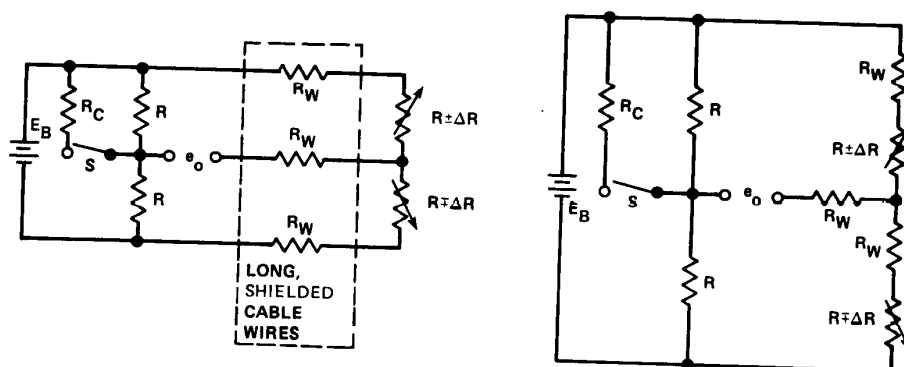 R_W
R_C
R
R±ΔR
E_B
R_W
S
e_o
R
R∓ΔR
R_W
LONG,
SHIELDED
CABLE
WIRES
R_W
R_C
R
R±ΔR
E_B
S
e_o
R_W
R_W
R
R∓ΔR